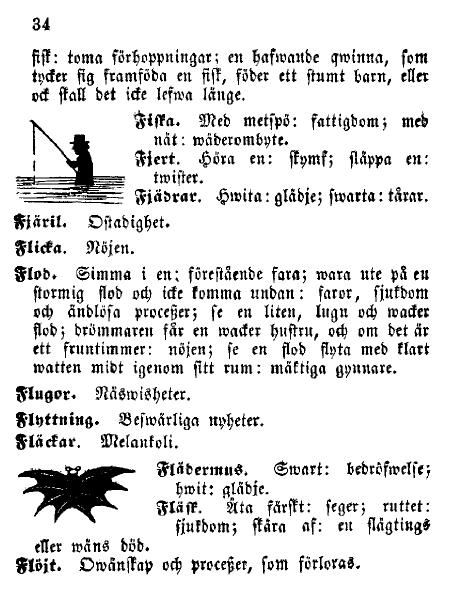 34
fisk: toma förhoppningar; en hafwande qwinna, som
tycker sig framföda en fisk, föder ett stumt barn, eller
ock skall det icke lefwa länge.
Fiska. Med metspö: fattigdom; med
nät: wäderombyte.
Fjert. Höra en: skymf; släppa en:
twister.
Fjädrar. Hwita: glädje; swarta: tårar.
Fjäril. Ostadighet.
Flicka. Nöjen.
Flod. Simma i en: förestående fara; wara ute på en
stormig flod och icke komma undan: faror, sjukdom
och ändlösa processer; se en liten, lugn och wacker
flod; drömmaren får en wacker hustru, och om det är
ett fruntimmer: nöjen; se en flod flyta med klart
watten midt igenom sitt rum: mäktiga gynnare.
Flugor. Näswisheter.
Flyttning. Beswärliga nyheter.
Fläckar. Melankoli.
Flädermus. Swart: bedröfwelse;
hwit: glädje.
Fläsk. Äta färskt: seger; ruttet:
sjukdom; skära af: en slägtings
eller wäns död.
Flöjt. Owänskap och processer, som förloras.